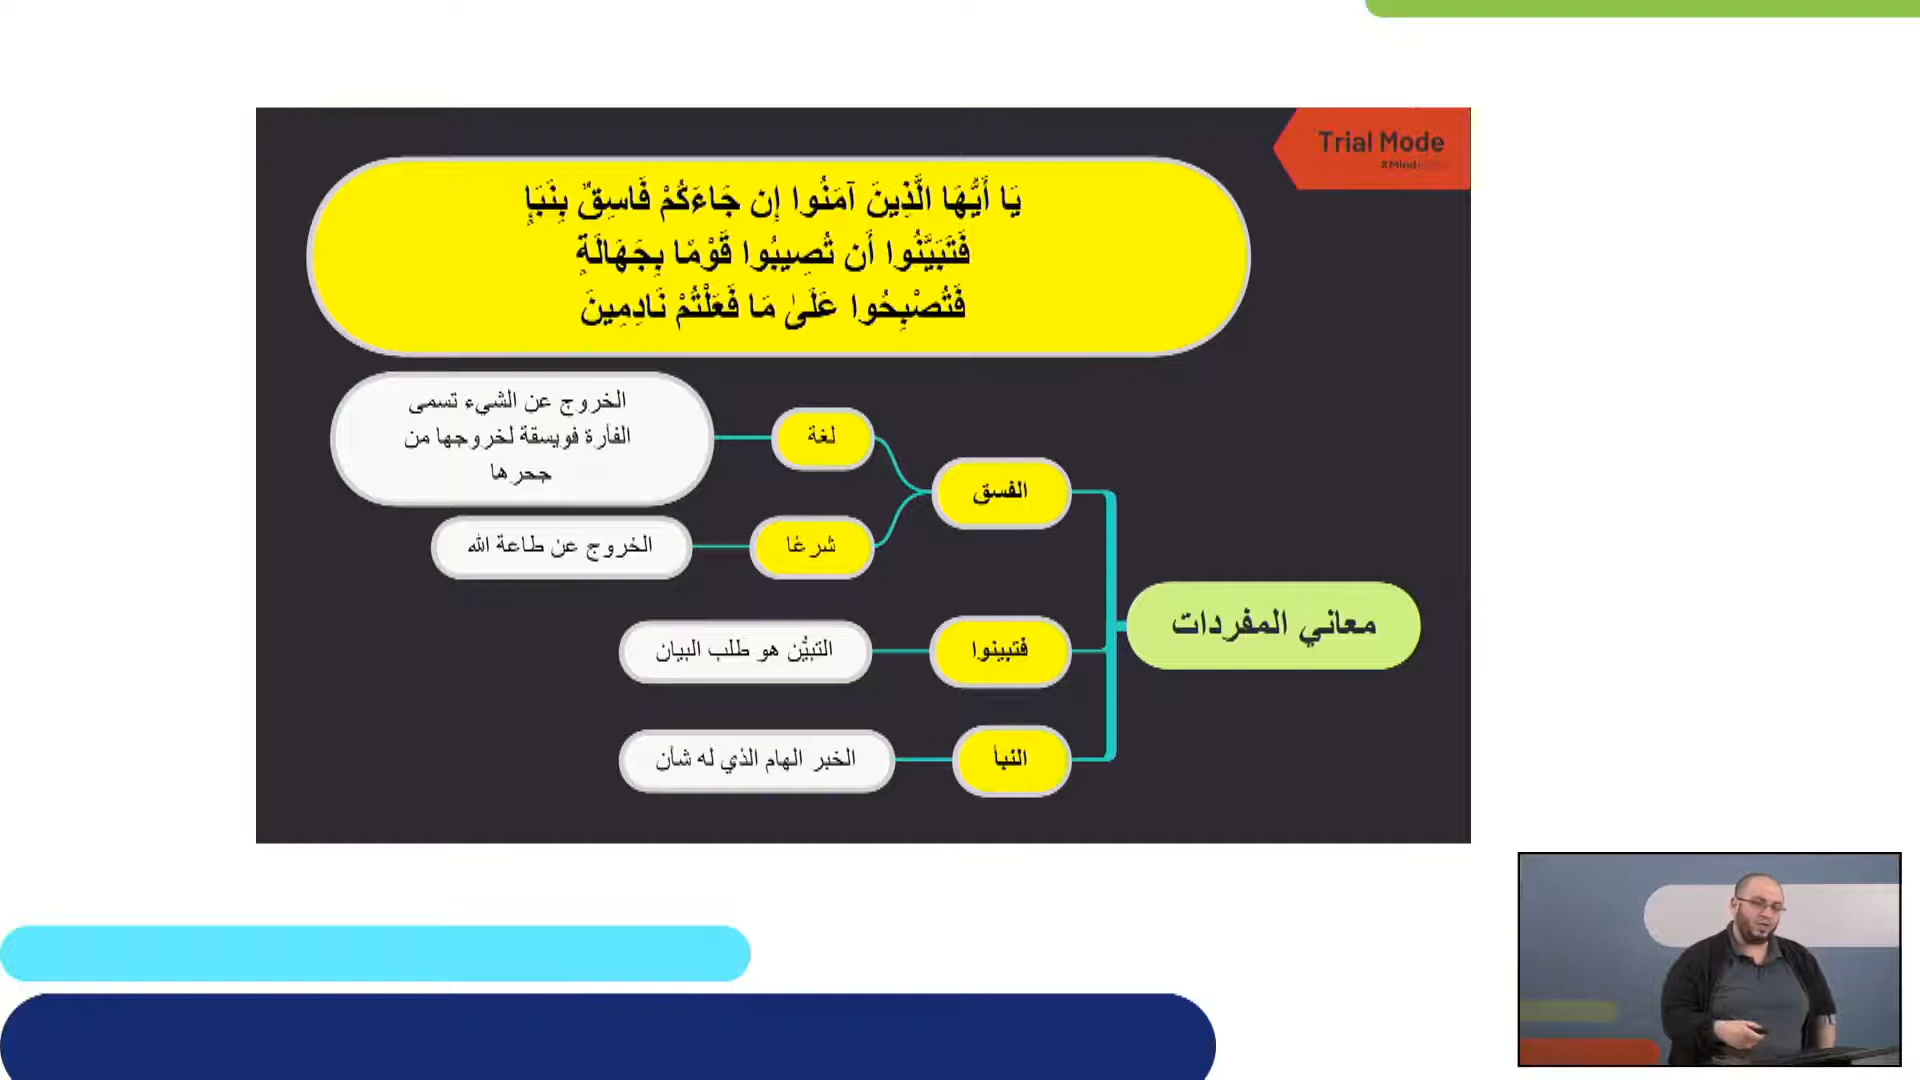 Trial Mode
يَا أَيُّهَا الَّذِينَ آمَنُوا إِن جَاءَكُمْ فَاسِقٌ بِنَبَإٍ
فَتَبَيَّنُوا أَن تُصِيبُوا قَوْمًا بِجَهَالَةٍ
فَتُصْبِحُوا عَلَىٰ مَا فَعَلْتُمْ نَادِمِينَ
معاني المفردات
الفسق
لغة
الخروج عن الشيء تسمى
الفأرة فويسقة لخروجها من
جحرها
شرعًا
الخروج عن طاعة الله
فتبينوا
التبيُّن هو طلب البيان
النبأ
الخبر الهام الذي له شأن